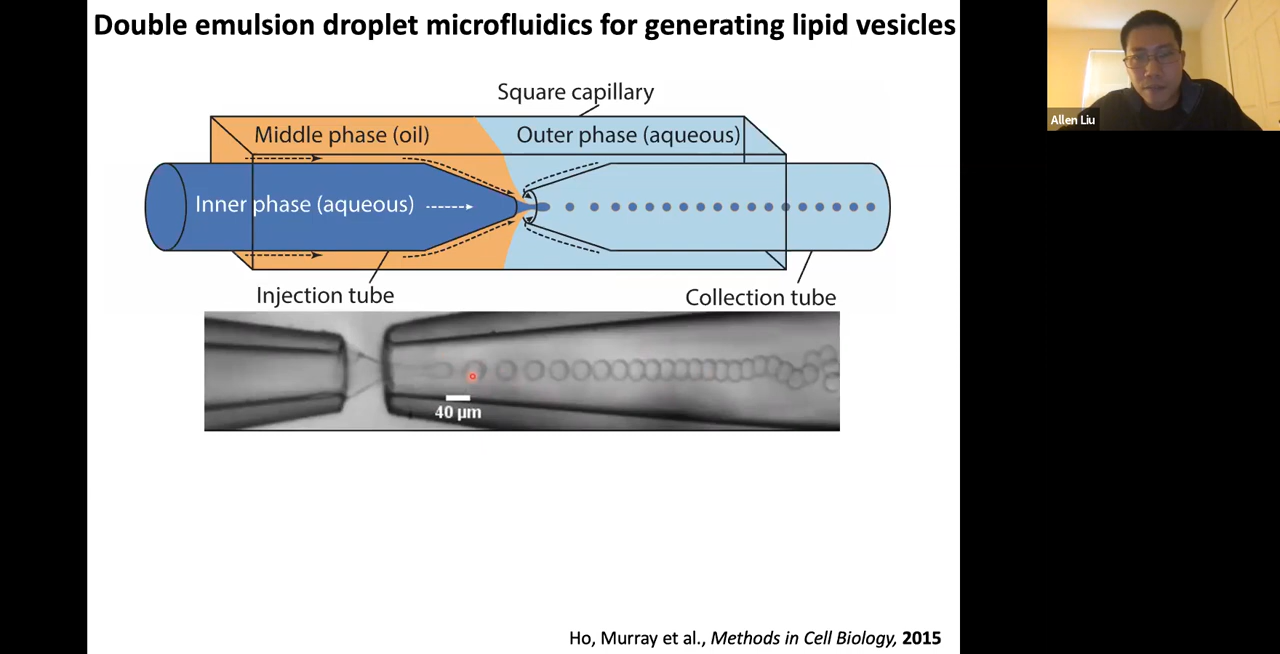 Double emulsion droplet microfluidics for generating lipid vesicles
Square capillary
Middle phase (oil)
Outer phase (aqueous)
Inner phase (aqueous)
Injection tube
Collection tube
40 µm
Ho, Murray et al., Methods in Cell Biology, 2015
Allen Liu